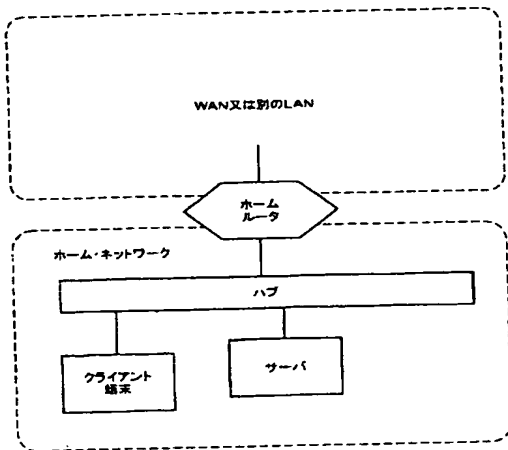 WAN又は別のLAN
ホーム
ルータ
ホーム・ネットワーク
ハブ
クライアント
端末
サーバ